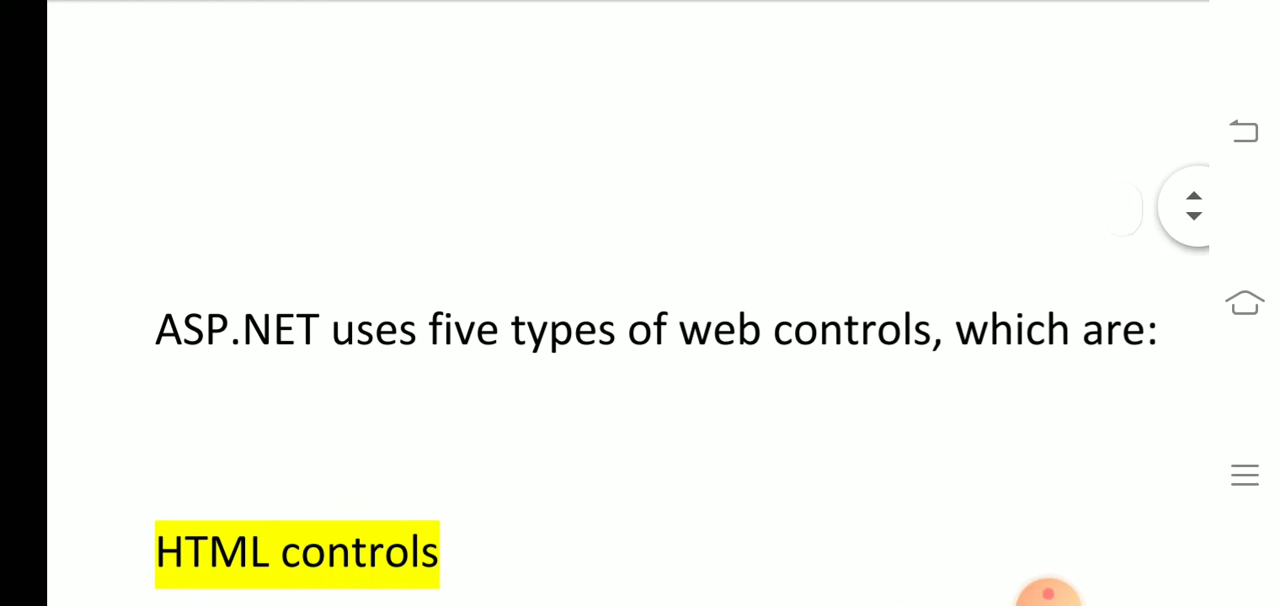 ASP.NET uses five types of web controls, which are:
HTML controls